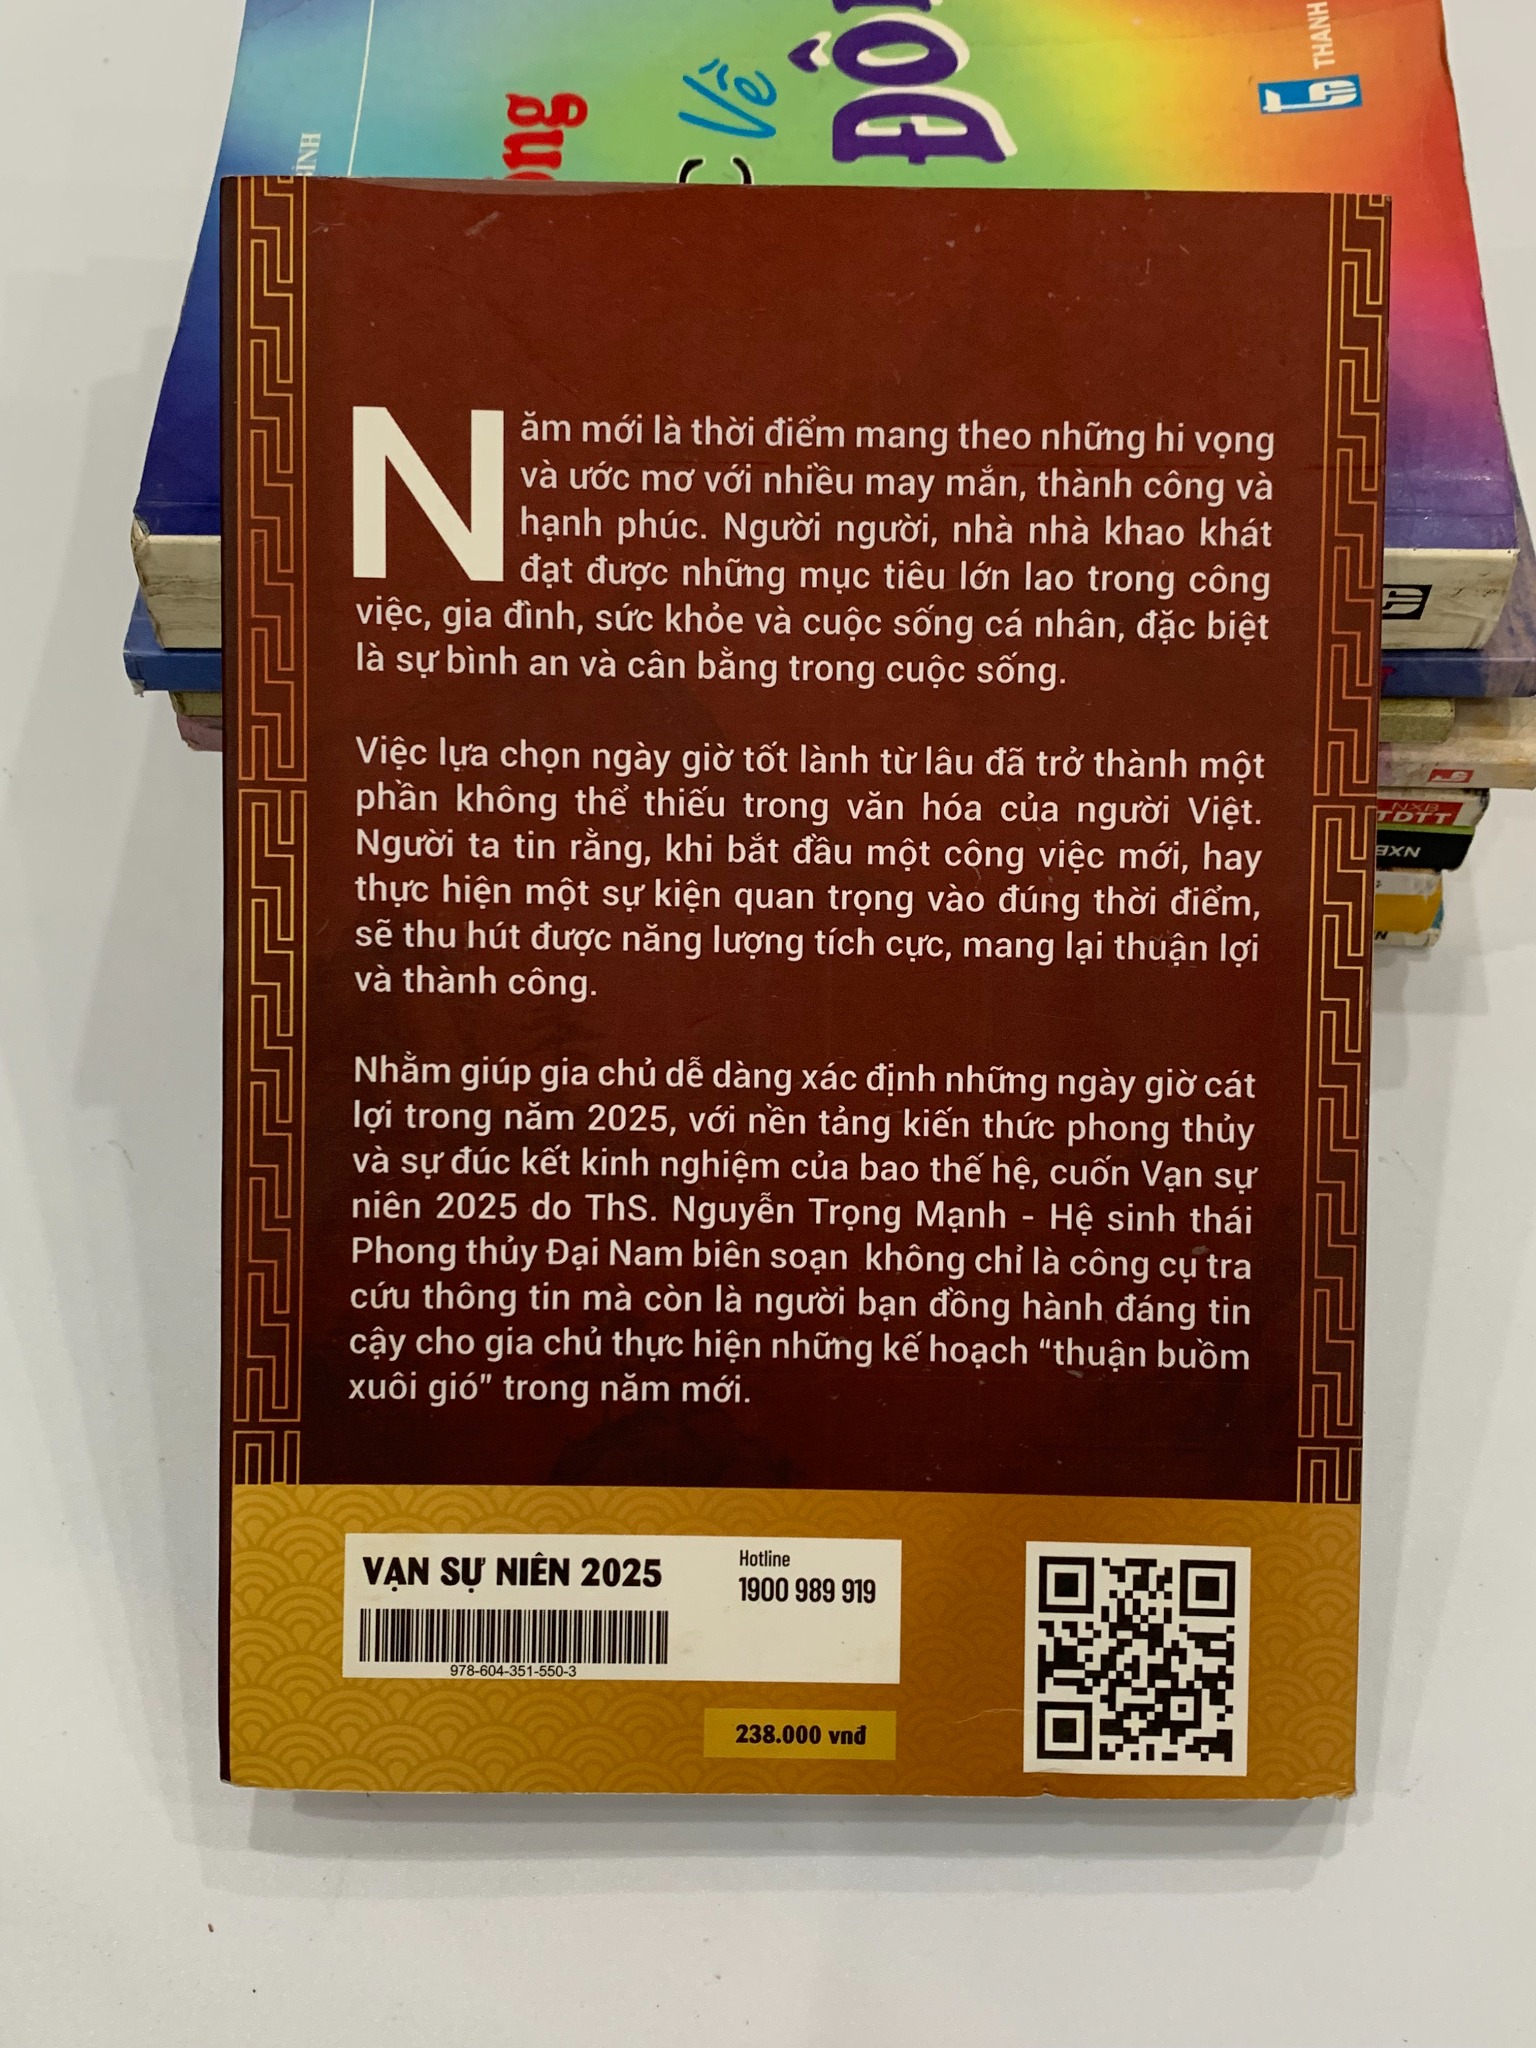 ong
Về
ĐÔ
THANH
Năm mới là thời điểm mang theo những hi vọng
và ước mơ với nhiều may mắn, thành công và
hạnh phúc. Người người, nhà nhà khao khát
đạt được những mục tiêu lớn lao trong công
việc, gia đình, sức khỏe và cuộc sống cá nhân, đặc biệt
là sự bình an và cân bằng trong cuộc sống.
Việc lựa chọn ngày giờ tốt lành từ lâu đã trở thành một
phần không thể thiếu trong văn hóa của người Việt.
Người ta tin rằng, khi bắt đầu một công việc mới, hay
thực hiện một sự kiện quan trọng vào đúng thời điểm,
sẽ thu hút được năng lượng tích cực, mang lại thuận lợi
và thành công.
Nhằm giúp gia chủ dễ dàng xác định những ngày giờ cát
lợi trong năm 2025, với nền tảng kiến thức phong thủy
và sự đúc kết kinh nghiệm của bao thế hệ, cuốn Vạn sự
niên 2025 do ThS. Nguyễn Trọng Mạnh - Hệ sinh thái
Phong thủy Đại Nam biên soạn không chỉ là công cụ tra
cứu thông tin mà còn là người bạn đồng hành đáng tin
cậy cho gia chủ thực hiện những kế hoạch “thuận buồm
xuôi gió” trong năm mới.
NXB
TDTT
NXB
VẠN SỰ NIÊN 2025
978-604-351-550-3
Hotline
1900 989 919
238.000 vnđ